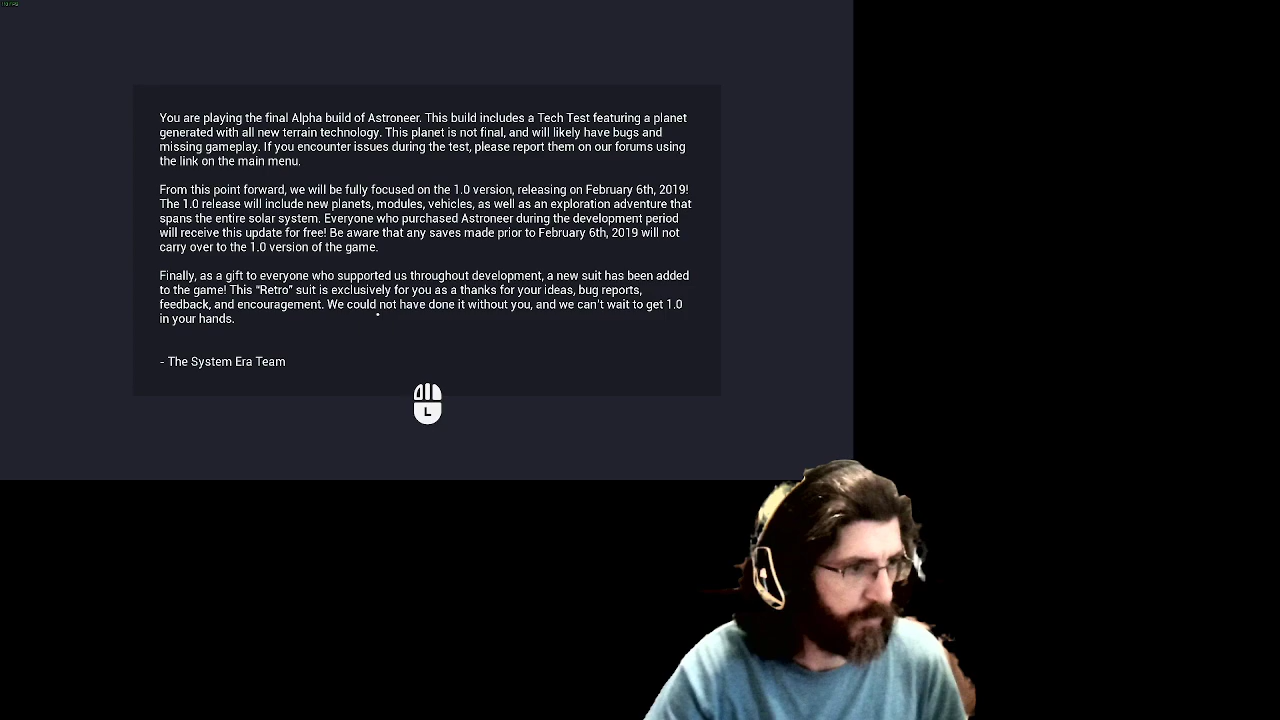 You are playing the final Alpha build of Astroneer. This build includes a Tech Test featuring a planet
generated with all new terrain technology. This planet is not final, and will likely have bugs and
missing gameplay. If you encounter issues during the test, please report them on our forums using
the link on the main menu.
From this point forward, we will be fully focused on the 1.0 version, releasing on February 6th, 2019!
The 1.0 release will include new planets, modules, vehicles, as well as an exploration adventure that
spans the entire solar system. Everyone who purchased Astroneer during the development period
will receive this update for free! Be aware that any saves made prior to February 6th, 2019 will not
carry over to the 1.0 version of the game.
Finally, as a gift to everyone who supported us throughout development, a new suit has been added
to the game! This “Retro” suit is exclusively for you as a thanks for your ideas, bug reports,
feedback, and encouragement. We could not have done it without you, and we can't wait to get 1.0
in your hands.
- The System Era Team
L